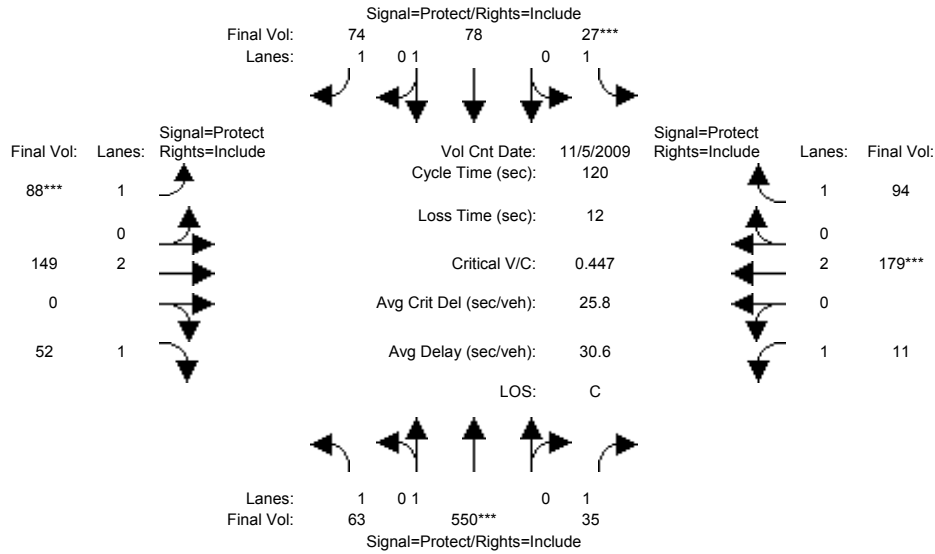 Signal=Protect/Rights=Include
Final Vol: 74 78 27***
Lanes: 1 0 1 0 1
Signal=Protect Signal=Protect
Final Vol: Lanes: Rights=Include Vol Cnt Date: 11/5/2009 Rights=Include Lanes: Final Vol:
Cycle Time (sec): 120
88*** 1 1 94
Loss Time (sec): 12
0 0
149 2 Critical V/C: 0.447 2 179***
0 0 Avg Crit Del (sec/veh): 25.8 0
52 1 Avg Delay (sec/veh): 30.6 1 11
LOS: C
Lanes: 1 0 1 0 1
Final Vol: 63 550*** 35
Signal=Protect/Rights=Include